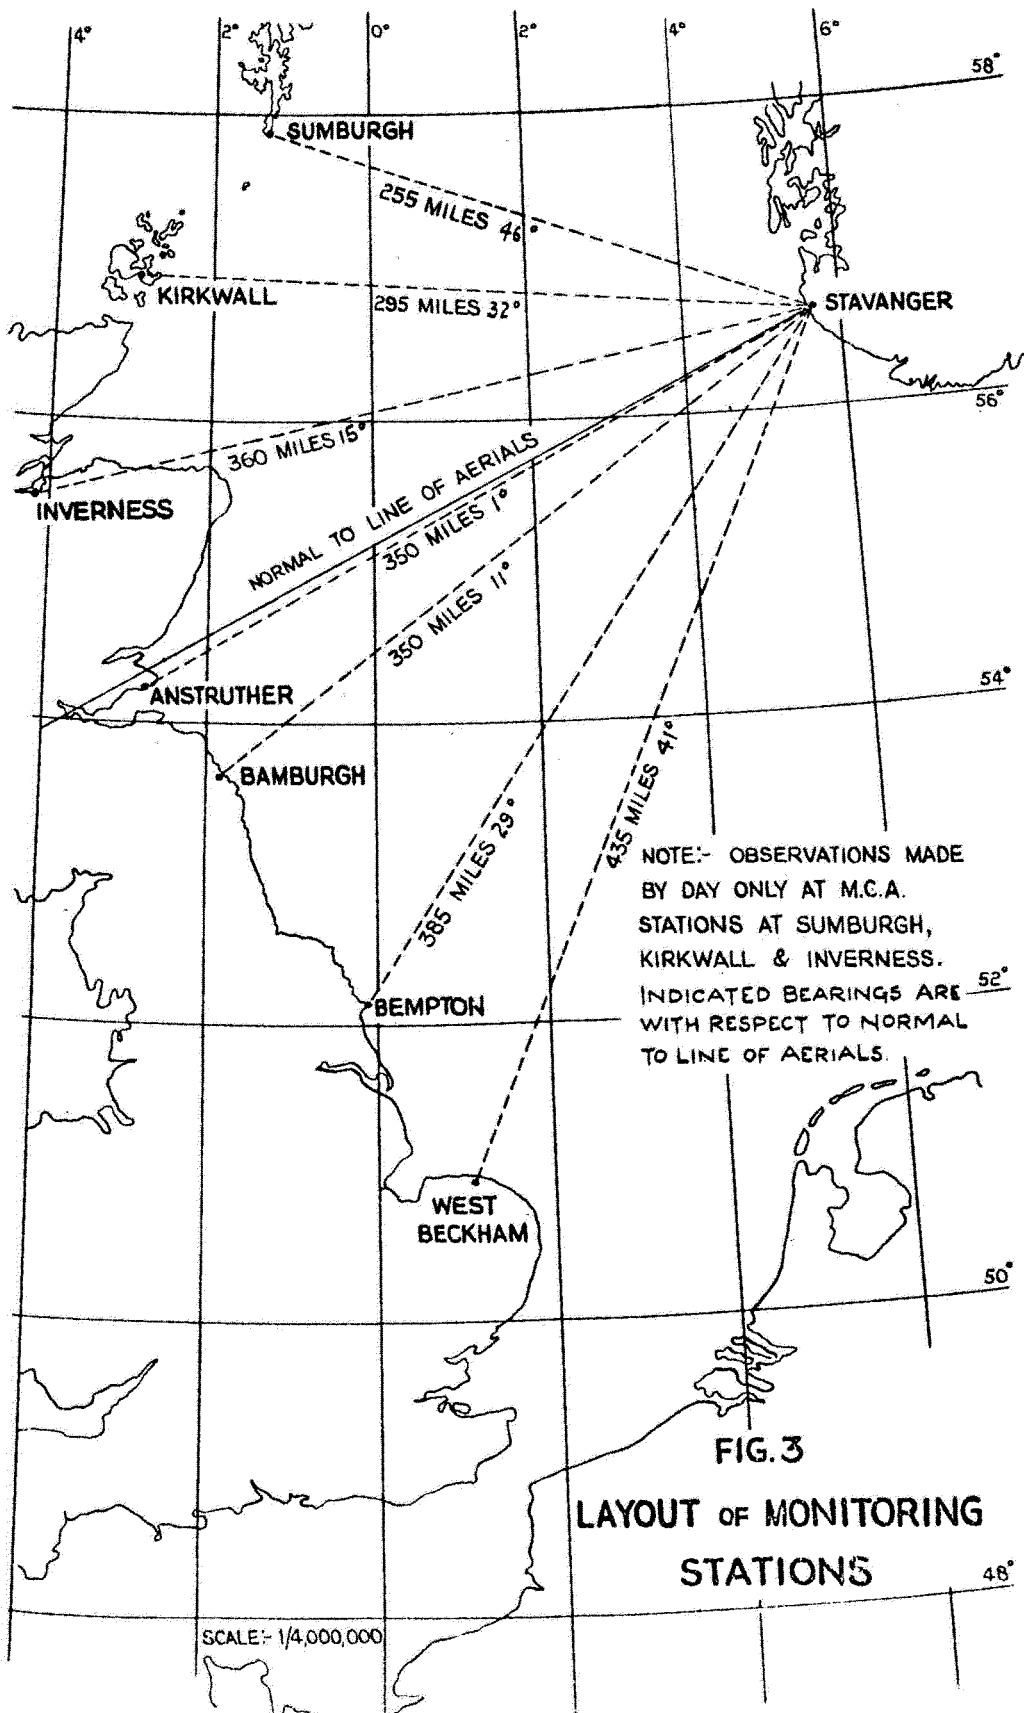 4°
2°
0°
2°
4°
6°
58°
SUMBURGH
255 MILES 46°
KIRKWALL
295 MILES 32°
STAVANGER
56°
360 MILES 15°
INVERNESS
NORMAL TO LINE OF AERIALS
350 MILES 1°
350 MILES 11°
ANSTRUTHER
54°
BAMBURGH
435 MILES 41°
385 MILES 29°
NOTE:- OBSERVATIONS MADE
BY DAY ONLY AT M.C.A.
STATIONS AT SUMBURGH,
KIRKWALL & INVERNESS.
INDICATED BEARINGS ARE
WITH RESPECT TO NORMAL
TO LINE OF AERIALS.
52°
BEMPTON
WEST
BECKHAM
50°
FIG. 3
LAYOUT OF MONITORING
STATIONS
48°
SCALE:- 1/4,000,000